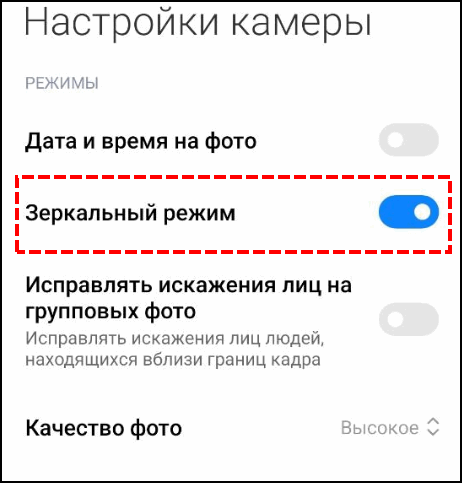 Настройки камеры
РЕЖИМЫ
Дата и время на фото
Зеркальный режим
Исправлять искажения лиц на
групповых фото
Исправлять искажения лиц людей,
находящихся вблизи границ кадра
Качество фото Высокое